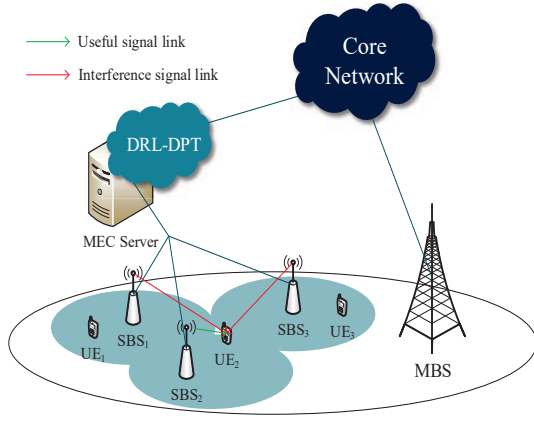 Useful signal link
Interference signal link
Core
Network
DRL-DPT
MEC Server
SBS₁
UE₁
SBS₂
UE₂
SBS₃
UE₃
MBS